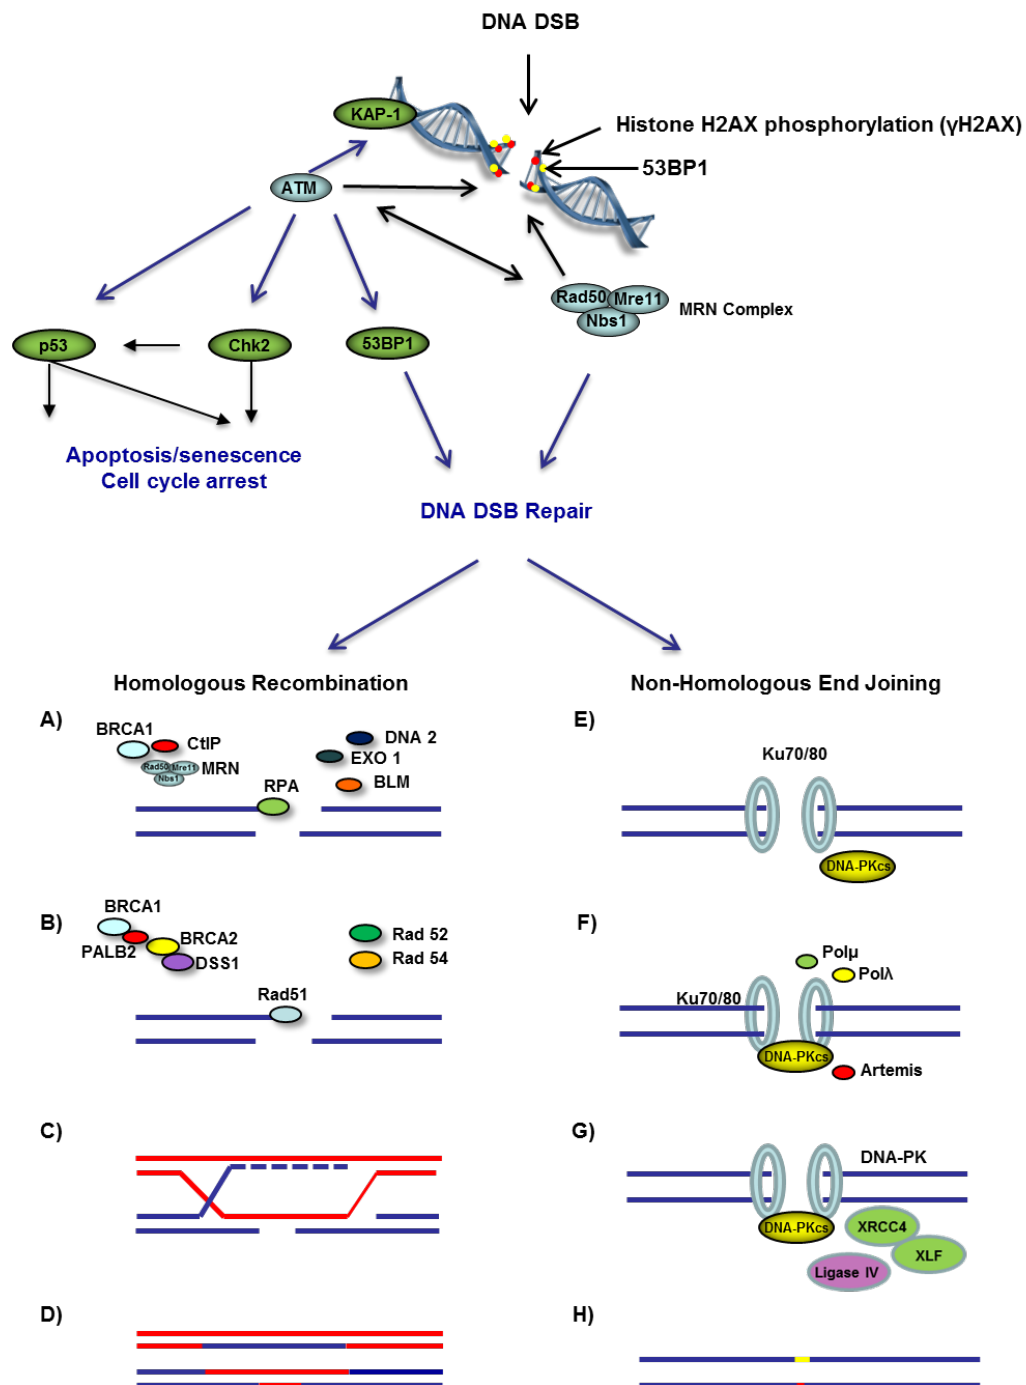 DNA DSB
KAP-1
Histone H2AX phosphorylation (γH2AX)
53BP1
ATM
Rad50
Mre11
Nbs1
MRN Complex
p53
Chk2
53BP1
Apoptosis/senescence
Cell cycle arrest
DNA DSB Repair
Homologous Recombination
Non-Homologous End Joining
A)
BRCA1
CtIP
Rad50
Mre11
Nbs1
MRN
RPA
DNA 2
EXO 1
BLM
E)
Ku70/80
DNA-PKcs
B)
BRCA1
PALB2
BRCA2
DSS1
Rad51
Rad 52
Rad 54
F)
Polμ
Polλ
Ku70/80
DNA-PKcs
Artemis
C)
G)
DNA-PK
DNA-PKcs
XRCC4
XLF
Ligase IV
D)
H)